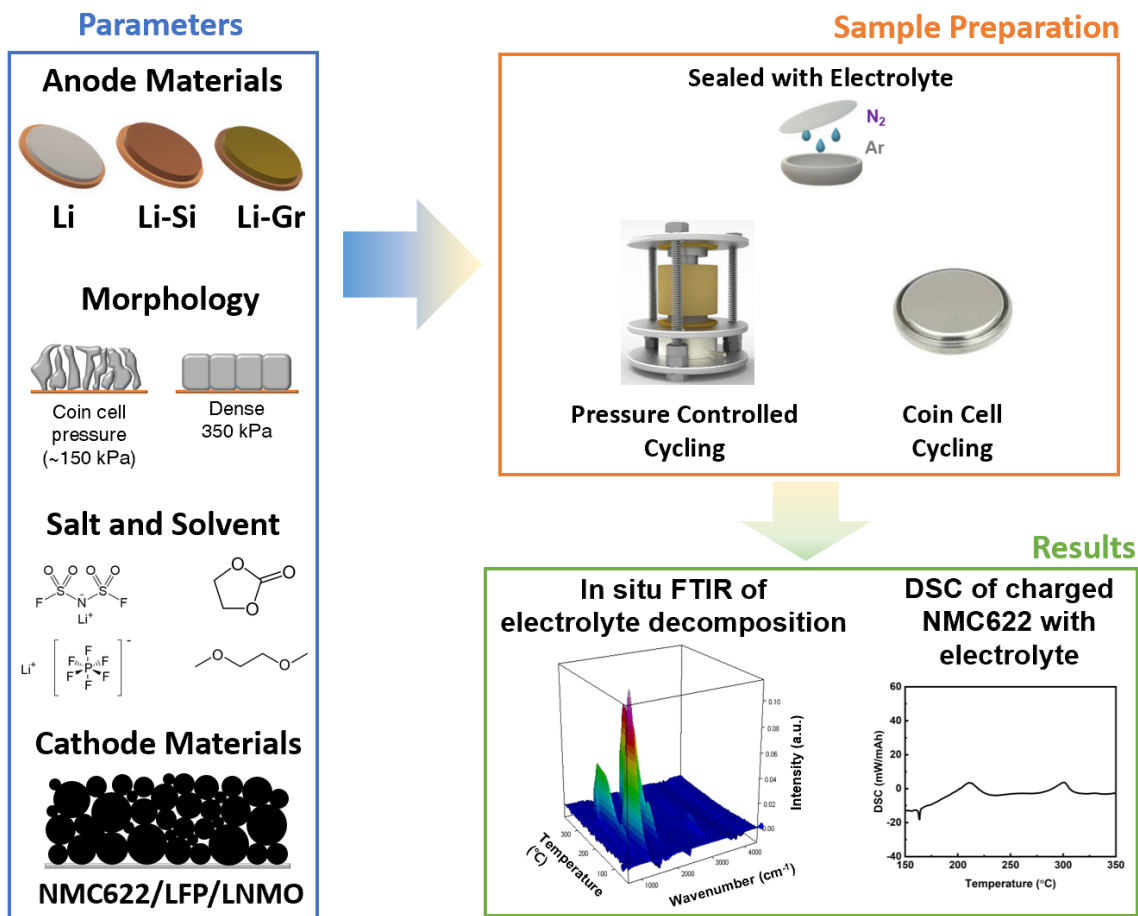 Parameters
Anode Materials
Li
Li-Si
Li-Gr
Morphology
Coin cell
pressure
(~150 kPa)
Dense
350 kPa
Salt and Solvent
O
O
O
O
S
S
F
N
-
F
Li⁺
O
O
O
Li⁺
-
F
F
F
P
F
F
F
O
O
Cathode Materials
NMC622/LFP/LNMO
Sample Preparation
Sealed with Electrolyte
N₂
Ar
Pressure Controlled
Cycling
Coin Cell
Cycling
Results
In situ FTIR of
electrolyte decomposition
0.10
0.08
0.06
0.04
0.02
0.00
Intensity (a.u.)
300
200
100
Temperature
(°C)
1000
2000
3000
4000
Wavenumber (cm⁻¹)
DSC of charged
NMC622 with
electrolyte
60
40
20
0
-20
-40
DSC (mW/mAh)
150
200
250
300
350
Temperature (°C)